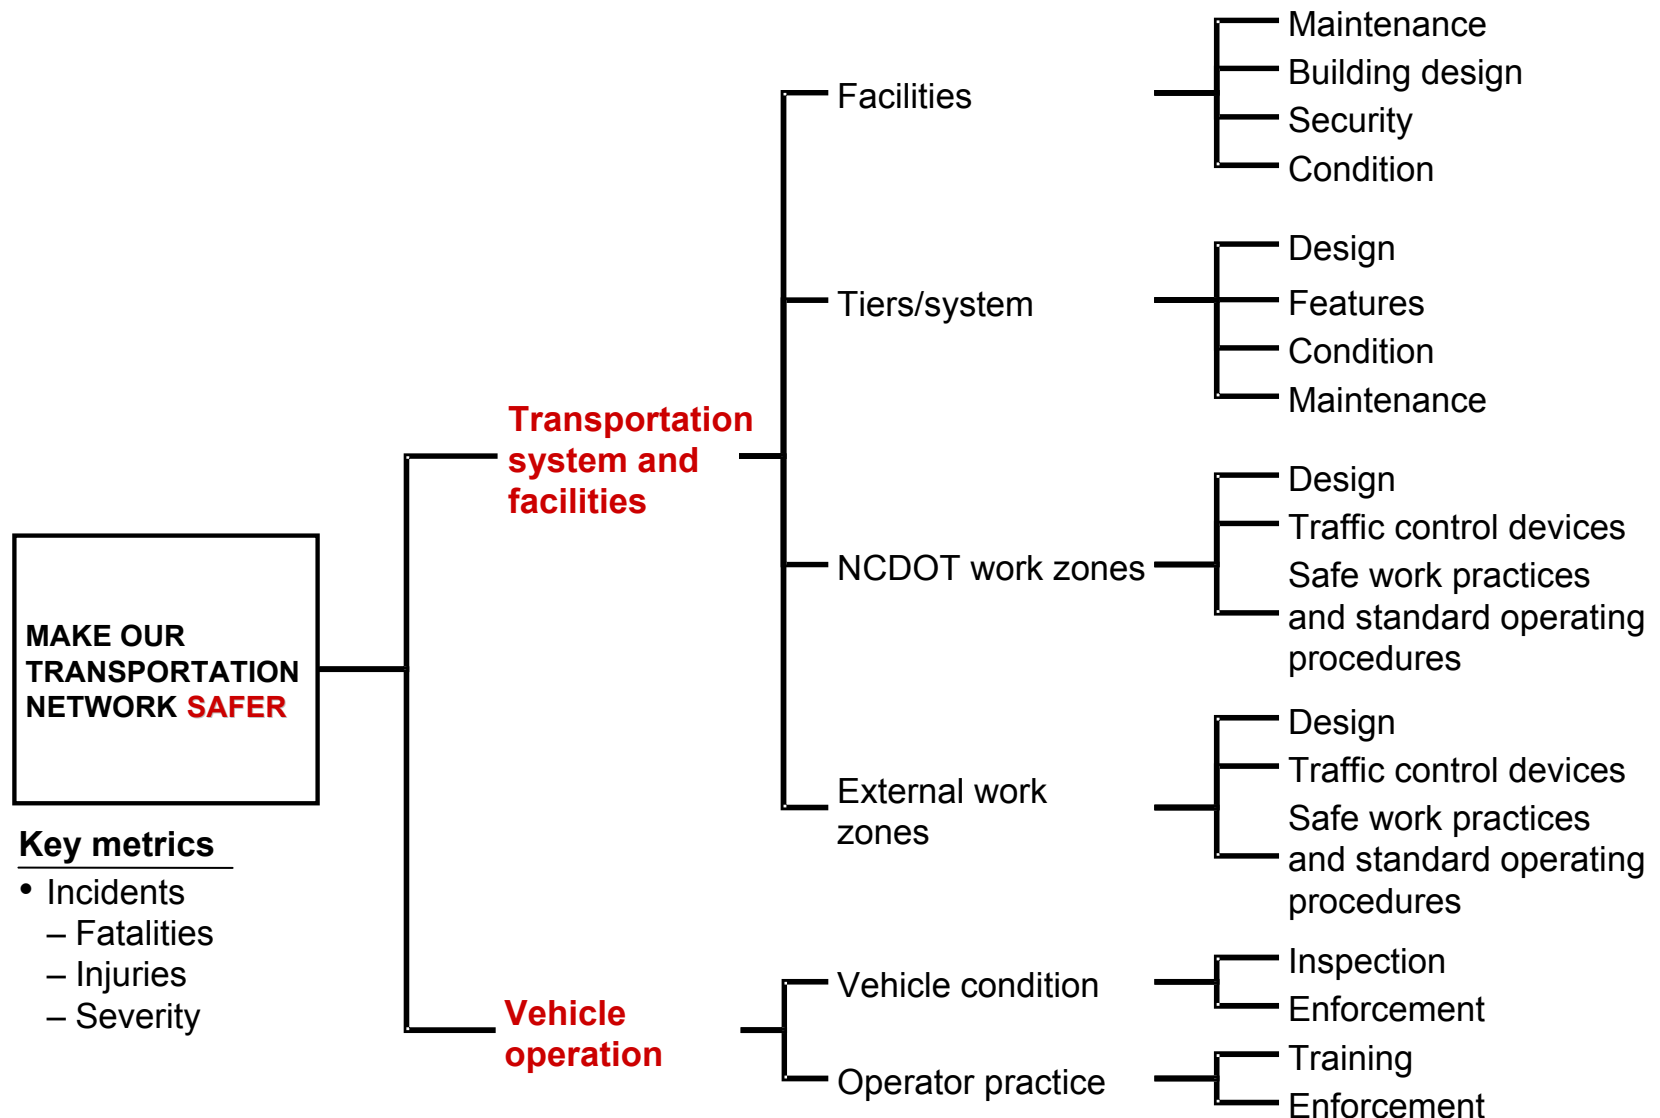 MAKE OUR
TRANSPORTATION
NETWORK SAFER
Key metrics
• Incidents
– Fatalities
– Injuries
– Severity
Transportation
system and
facilities
Facilities
Maintenance
Building design
Security
Condition
Tiers/system
Design
Features
Condition
Maintenance
NCDOT work zones
Design
Traffic control devices
Safe work practices
and standard operating
procedures
External work
zones
Design
Traffic control devices
Safe work practices
and standard operating
procedures
Vehicle
operation
Vehicle condition
Inspection
Enforcement
Operator practice
Training
Enforcement